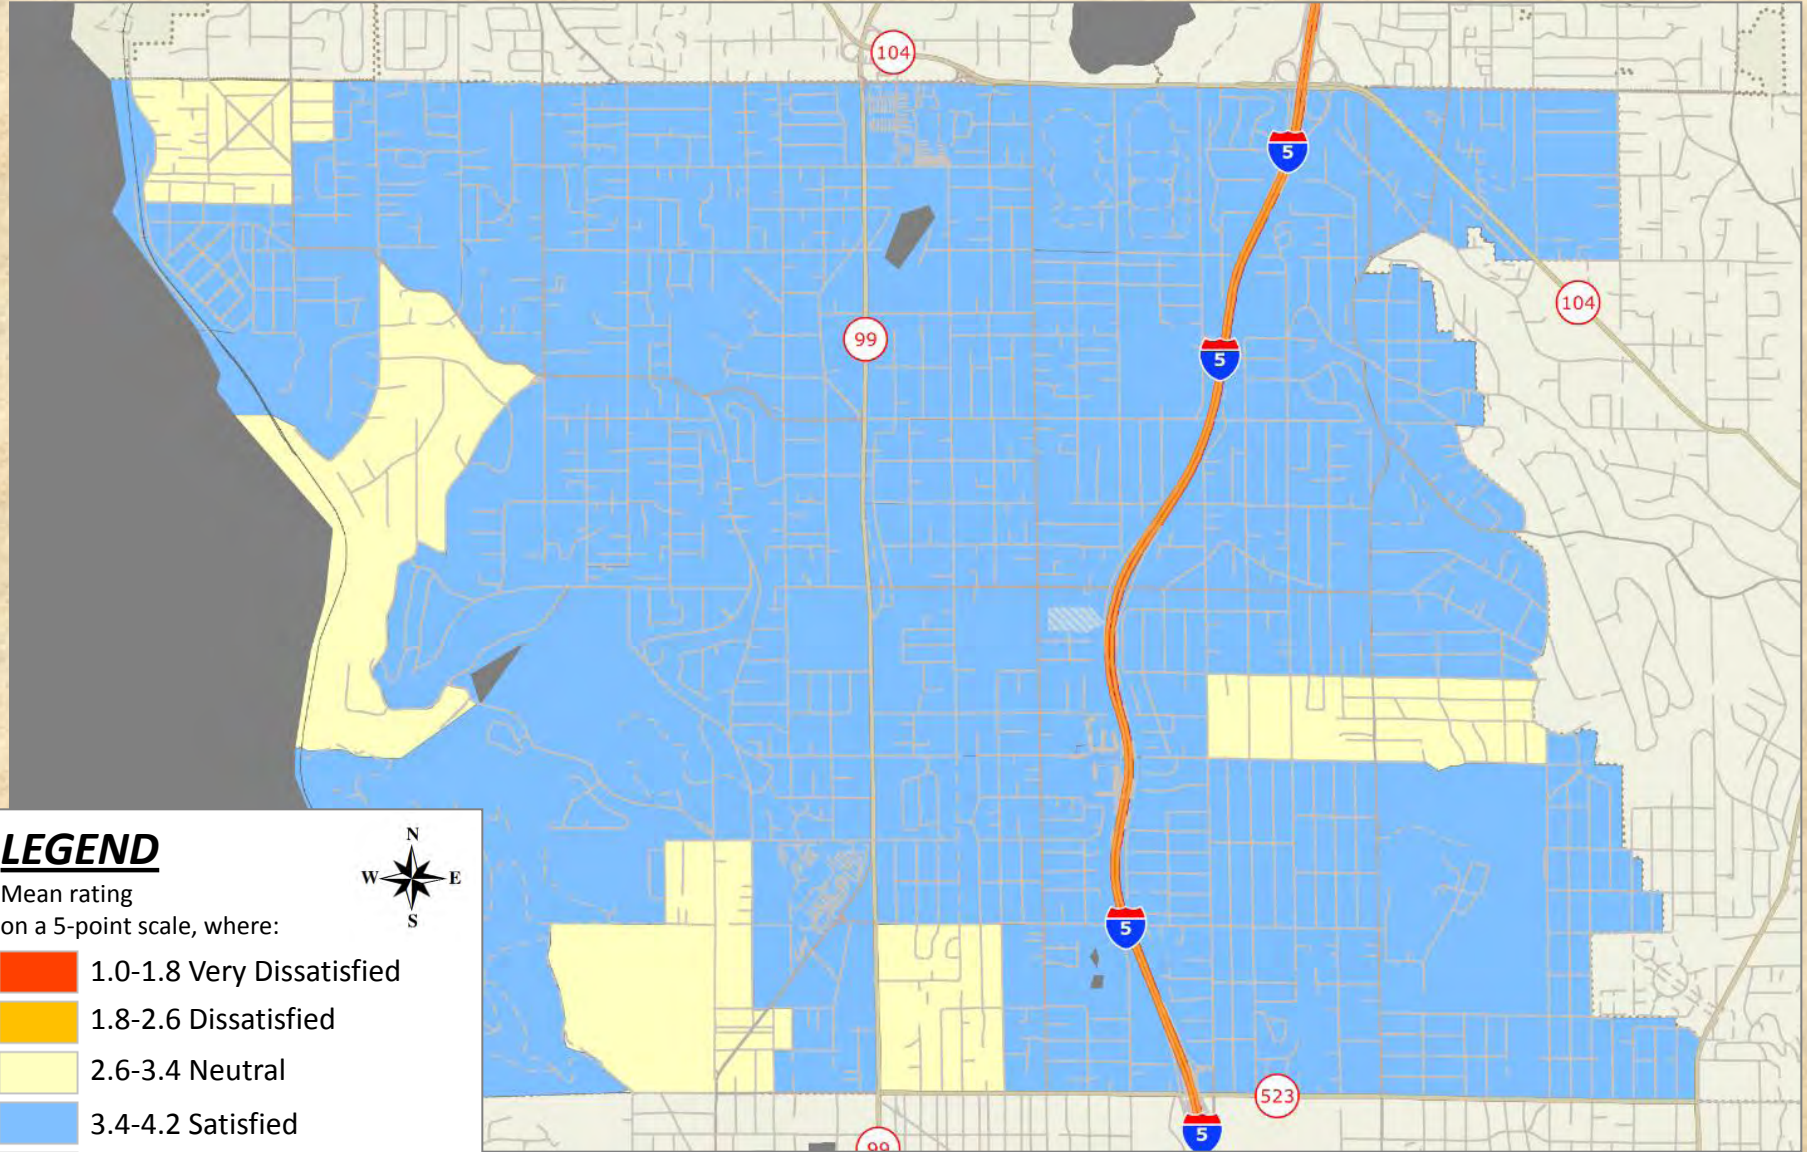 104
5
104
99
5
5
523
5
99
LEGEND
N
W E
S
Mean rating
on a 5-point scale, where:
1.0-1.8 Very Dissatisfied
1.8-2.6 Dissatisfied
2.6-3.4 Neutral
3.4-4.2 Satisfied